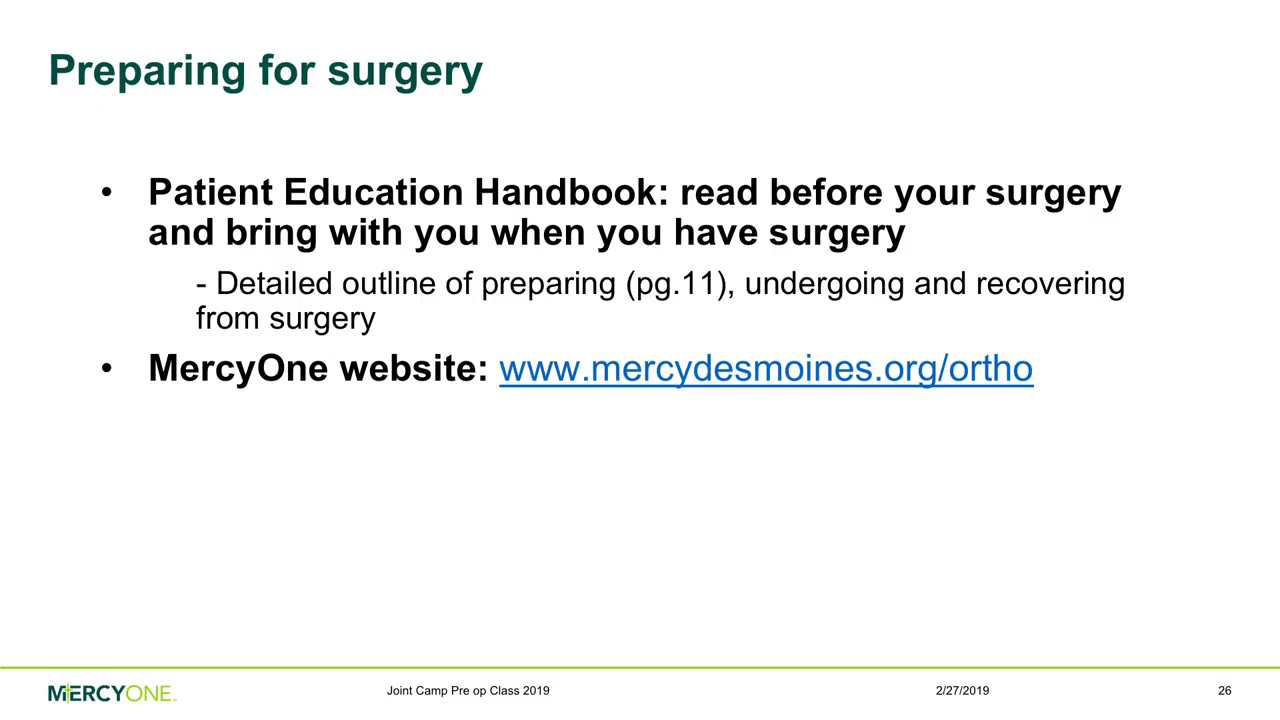 Preparing for surgery
• Patient Education Handbook: read before your surgery
and bring with you when you have surgery
- Detailed outline of preparing (pg.11), undergoing and recovering
from surgery
• MercyOne website: www.mercydesmoines.org/ortho
MERCYONE
Joint Camp Pre op Class 2019
2/27/2019
26